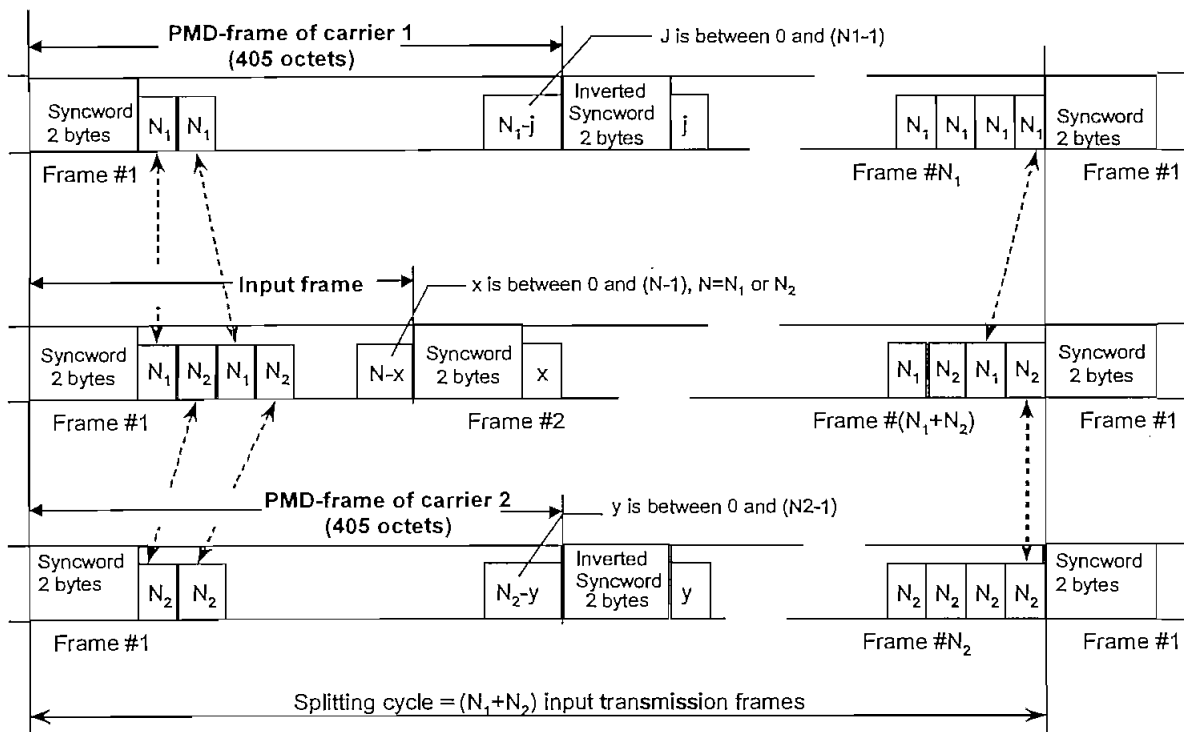 PMD-frame of carrier 1
(405 octets)
J is between 0 and (N1-1)
Syncword
2 bytes
N₁
N₁
N₁-j
Inverted
Syncword
2 bytes
j
N₁
N₁
N₁
N₁
Syncword
2 bytes
Frame #1
Frame #N₁
Frame #1
Input frame
x is between 0 and (N-1), N=N₁ or N₂
Syncword
2 bytes
N₁
N₂
N₁
N₂
N-x
Syncword
2 bytes
x
N₁
N₂
N₁
N₂
Syncword
2 bytes
Frame #1
Frame #2
Frame #(N₁+N₂)
Frame #1
PMD-frame of carrier 2
(405 octets)
y is between 0 and (N2-1)
Syncword
2 bytes
N₂
N₂
N₂-y
Inverted
Syncword
2 bytes
y
N₂
N₂
N₂
N₂
Syncword
2 bytes
Frame #1
Frame #N₂
Frame #1
Splitting cycle = (N₁+N₂) input transmission frames